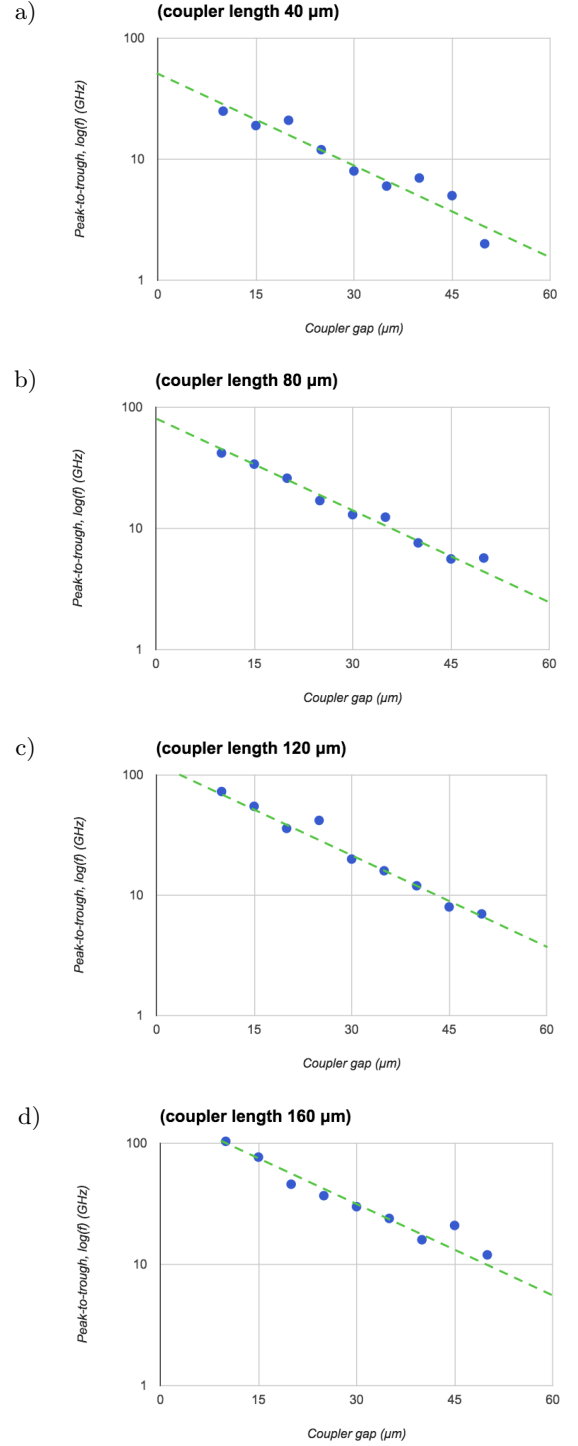 a)
(coupler length 40 μm)
Peak-to-trough, log(f) (GHz)
100
10
1
0 15 30 45 60
Coupler gap (μm)
b)
(coupler length 80 μm)
Peak-to-trough, log(f) (GHz)
100
10
1
0 15 30 45 60
Coupler gap (μm)
c)
(coupler length 120 μm)
Peak-to-trough, log(f) (GHz)
100
10
1
0 15 30 45 60
Coupler gap (μm)
d)
(coupler length 160 μm)
Peak-to-trough, log(f) (GHz)
100
10
1
0 15 30 45 60
Coupler gap (μm)